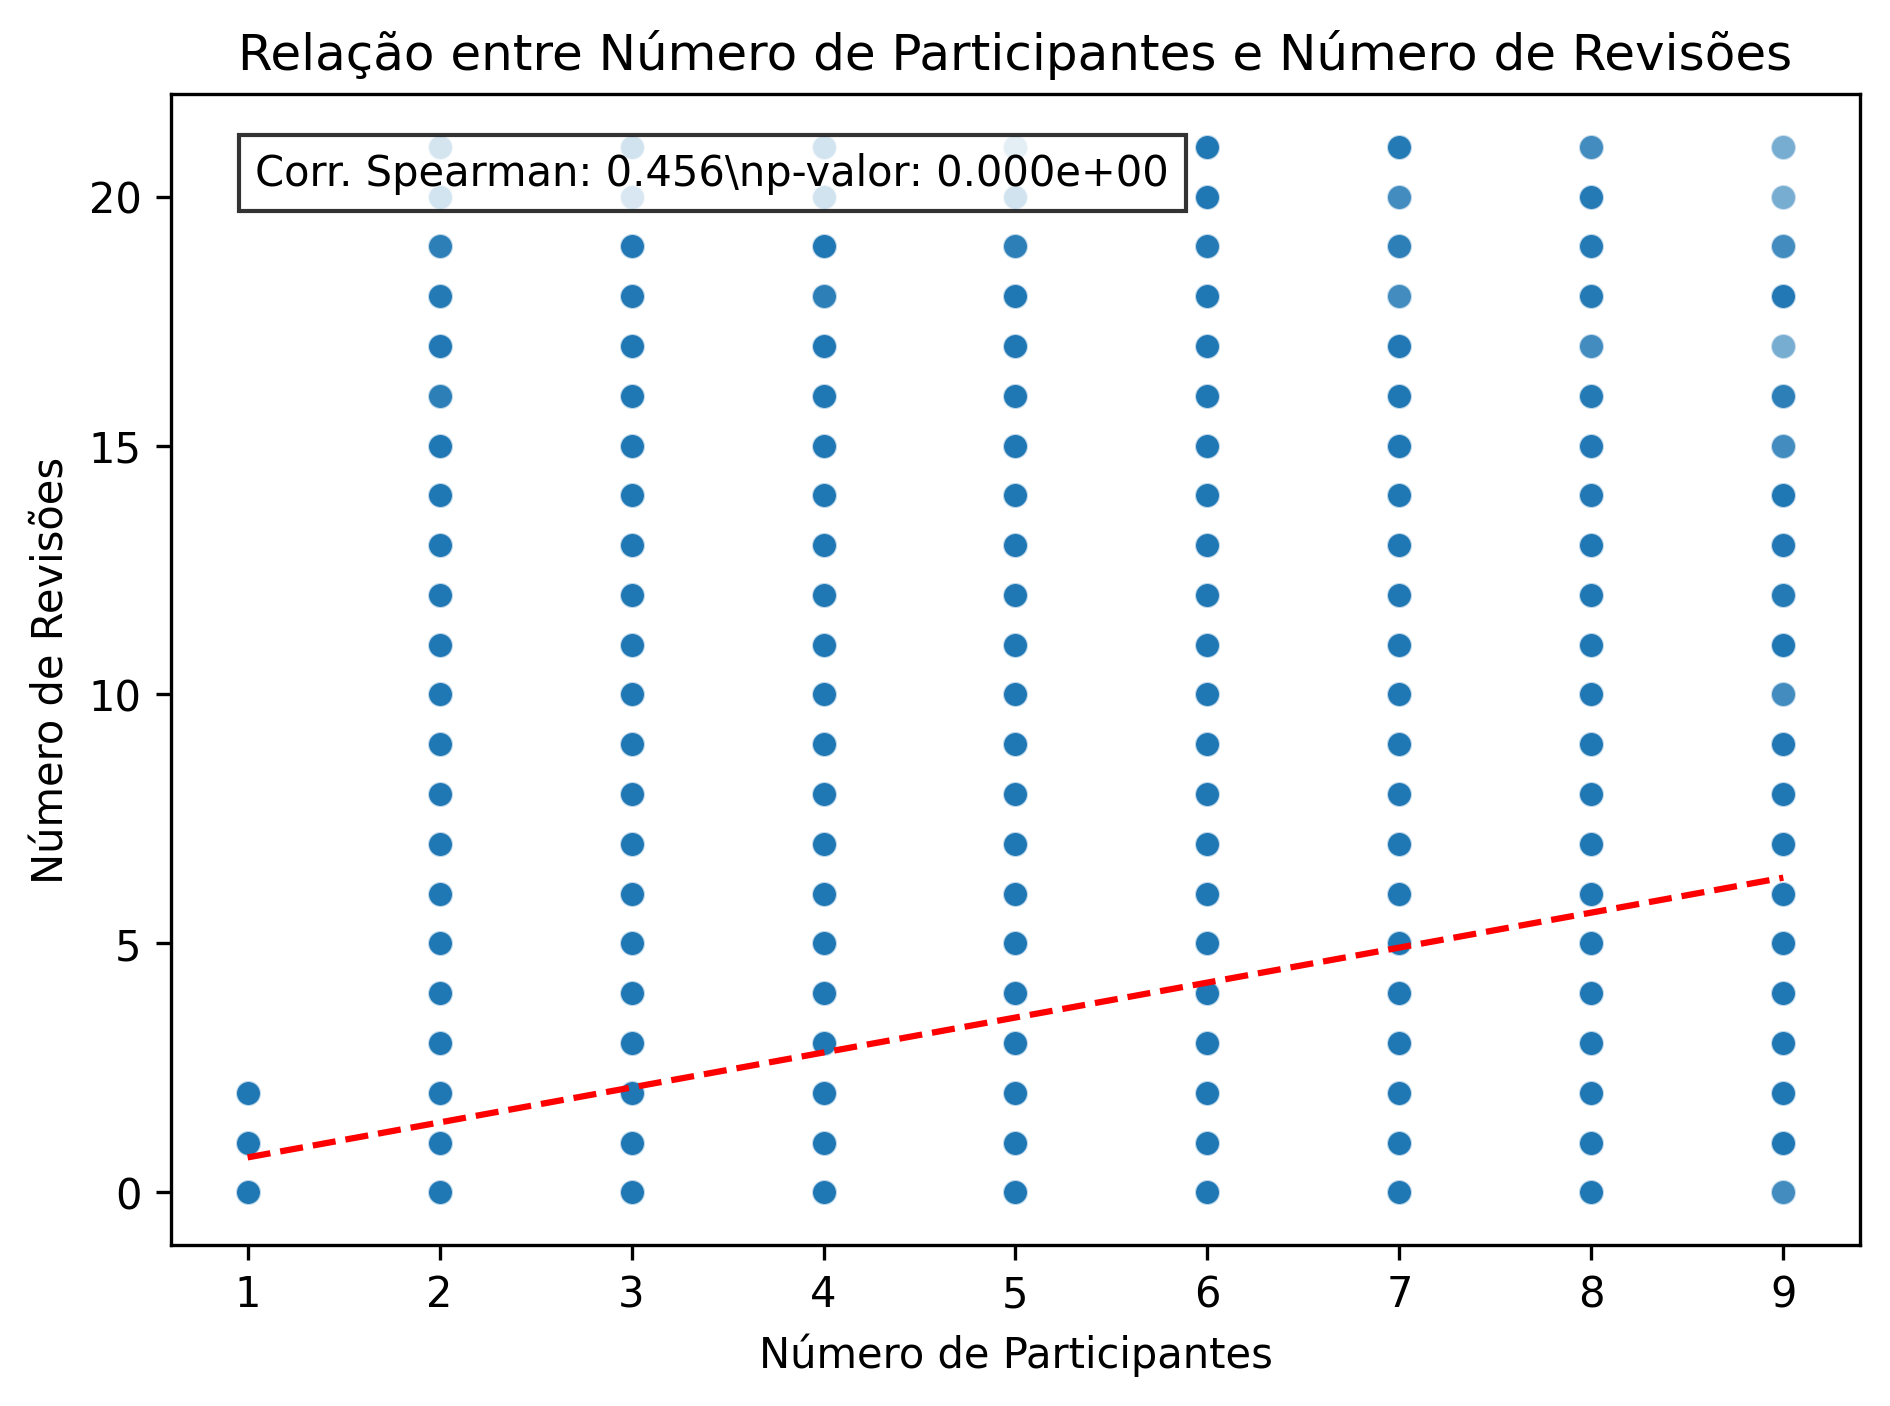 Relação entre Número de Participantes e Número de Revisões
Corr. Spearman: 0.456\np-valor: 0.000e+00
Número de Revisões
20
15
10
5
0
1 2 3 4 5 6 7 8 9
Número de Participantes